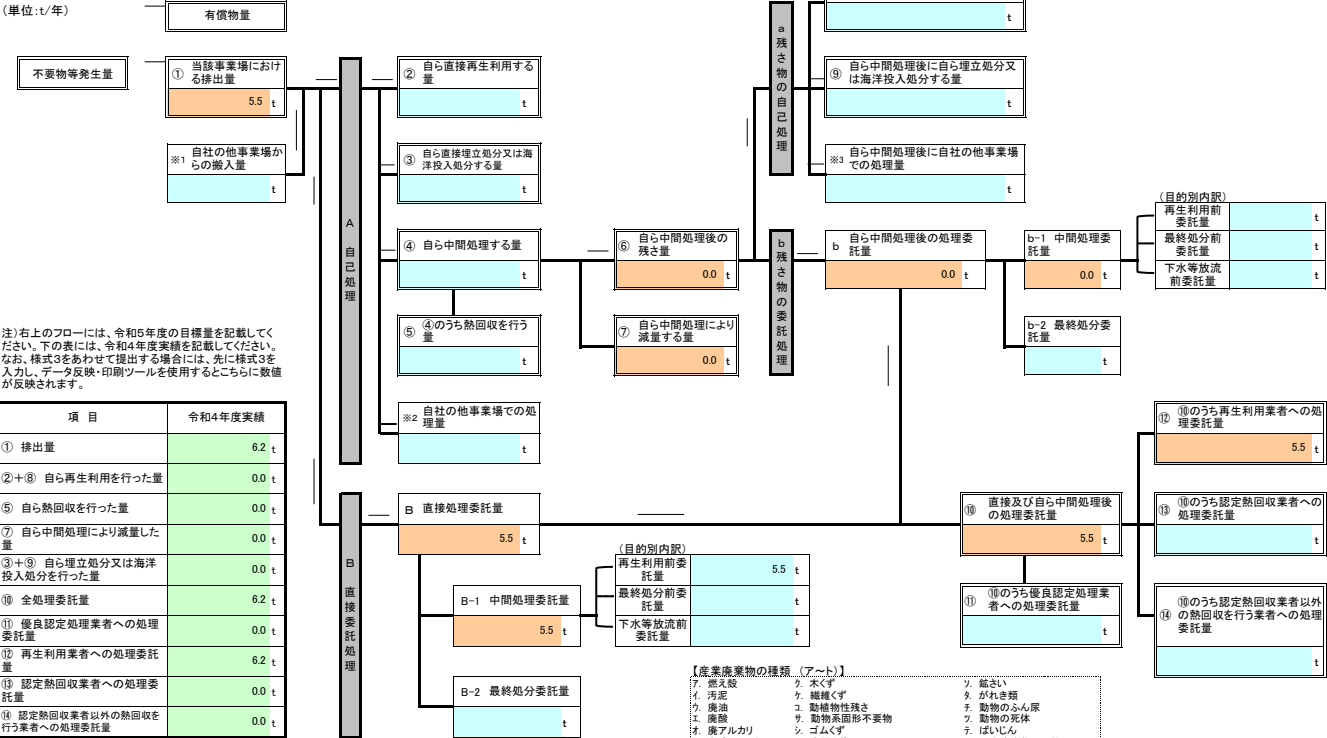 (単位:t/年)
有償物量
t
不要物等発生量
① 当該事業場におけ
る排出量
5.5 t
※1 自社の他事業場か
らの搬入量
t
A 自己処理
② 自ら直接再生利用する
量
t
③ 自ら直接埋立処分又は海
洋投入処分する量
t
④ 自ら中間処理する量
t
⑤ ④のうち熱回収を行う
量
t
※2 自社の他事業場での処
理量
t
⑥ 自ら中間処理後の
残さ量
0.0 t
⑦ 自ら中間処理により
減量する量
0.0 t
a 残さ物の自己処理
⑨ 自ら中間処理後に自ら埋立処分又
は海洋投入処分する量
t
※3 自ら中間処理後に自社の他事業場
での処理量
t
b 残さ物の委託処理
b 自ら中間処理後の処理委
託量
0.0 t
b-1 中間処理委
託量
0.0 t
(目的別内訳)
再生利用前
委託量
t
最終処分前
委託量
t
下水等放流
前委託量
t
b-2 最終処分委
託量
t
注)右上のフローには、令和5年度の目標量を記載してく
ださい。下の表には、令和4年度実績を記載してください。
なお、様式3をあわせて提出する場合には、先に様式3を
入力し、データ反映・印刷ツールを使用するとこちらに数値
が反映されます。
項 目 令和4年度実績
① 排出量 6.2 t
②+⑧ 自ら再生利用を行った量 0.0 t
⑤ 自ら熱回収を行った量 0.0 t
⑦ 自ら中間処理により減量した
量 0.0 t
③+⑨ 自ら埋立処分又は海洋
投入処分を行った量 0.0 t
⑩ 全処理委託量 6.2 t
⑪ 優良認定処理業者への処理
委託量 0.0 t
⑫ 再生利用業者への処理委託
量 6.2 t
⑬ 認定熱回収業者への処理委
託量 0.0 t
⑭ 認定熱回収業者以外の熱回収を
行う業者への処理委託量 0.0 t
B 直接委託処理
B 直接処理委託量
5.5 t
B-1 中間処理委託量
5.5 t
B-2 最終処分委託量
t
(目的別内訳)
再生利用前委
託量 5.5 t
最終処分前委
託量 t
下水等放流前
委託量 t
⑩ 直接及び自ら中間処理後
の処理委託量
5.5 t
⑪ ⑩のうち優良認定処理業
者への処理委託量
t
⑫ ⑩のうち再生利用業者への処
理委託量
5.5 t
⑬ ⑩のうち認定熱回収業者への
処理委託量
t
⑭ ⑩のうち認定熱回収業者以外
の熱回収を行う業者への処理
委託量
t
【産業廃棄物の種類 (ア~ト)】
ア. 燃え殻 ク. 木くず ソ. 鉱さい
イ. 汚泥 ケ. 繊維くず タ. がれき類
ウ. 廃油 コ. 動植物性残さ チ. 動物のふん尿
エ. 廃酸 サ. 動物系固形不要物 ツ. 動物の死体
オ. 廃アルカリ シ. ゴムくず テ. ばいじん